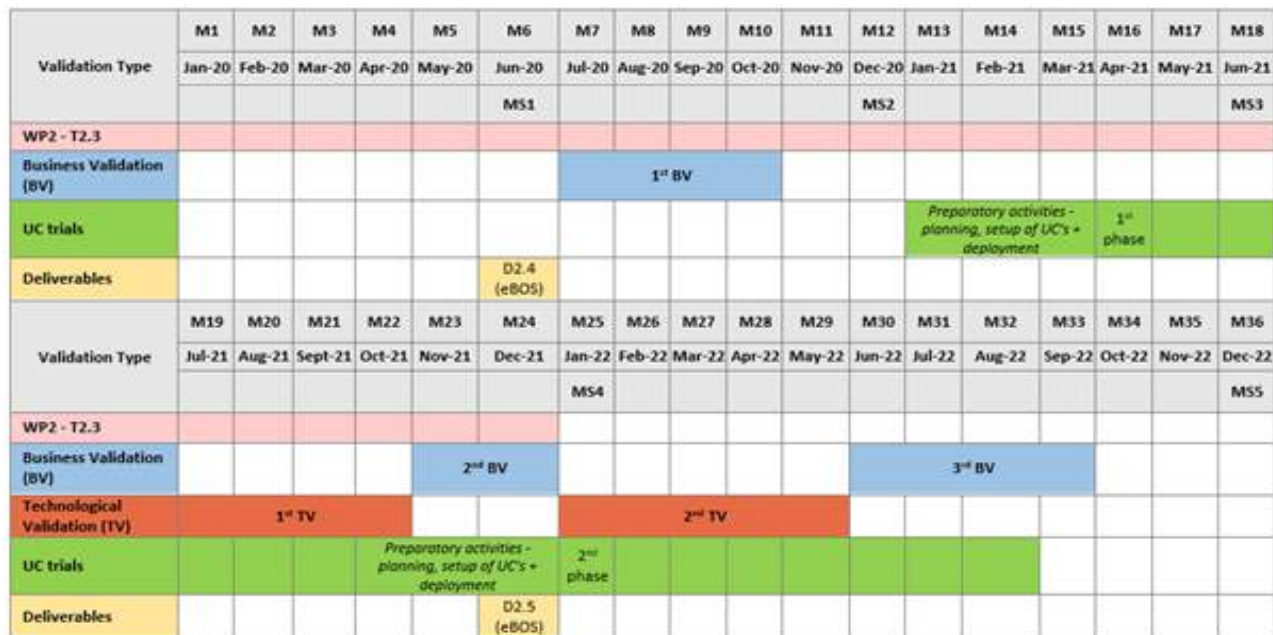 M1 M2 M3 M4 M5 M6 M7 M8 M9 M10 M11 M12 M13 M14 M15 M16 M17 M18
Validation Type Jan-20 Feb-20 Mar-20 Apr-20 May-20 Jun-20 Jul-20 Aug-20 Sep-20 Oct-20 Nov-20 Dec-20 Jan-21 Feb-21 Mar-21 Apr-21 May-21 Jun-21
MS1 MS2 MS3
WP2 - T2.3
Business Validation
(BV)
1st BV
UC trials
Preparatory activities -
planning, setup of UC's +
deployment
1st
phase
Deliverables
D2.4
(eBOS)
M19 M20 M21 M22 M23 M24 M25 M26 M27 M28 M29 M30 M31 M32 M33 M34 M35 M36
Validation Type Jul-21 Aug-21 Sept-21 Oct-21 Nov-21 Dec-21 Jan-22 Feb-22 Mar-22 Apr-22 May-22 Jun-22 Jul-22 Aug-22 Sep-22 Oct-22 Nov-22 Dec-22
MS4 MS5
WP2 - T2.3
Business Validation
(BV)
2nd BV 3rd BV
Technological
Validation (TV)
1st TV 2nd TV
UC trials
Preparatory activities -
planning, setup of UC's +
deployment
2nd
phase
Deliverables
D2.5
(eBOS)